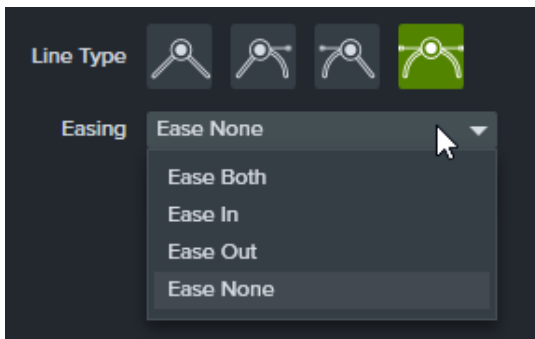 Line Type
Easing Ease None
Ease Both
Ease In
Ease Out
Ease None